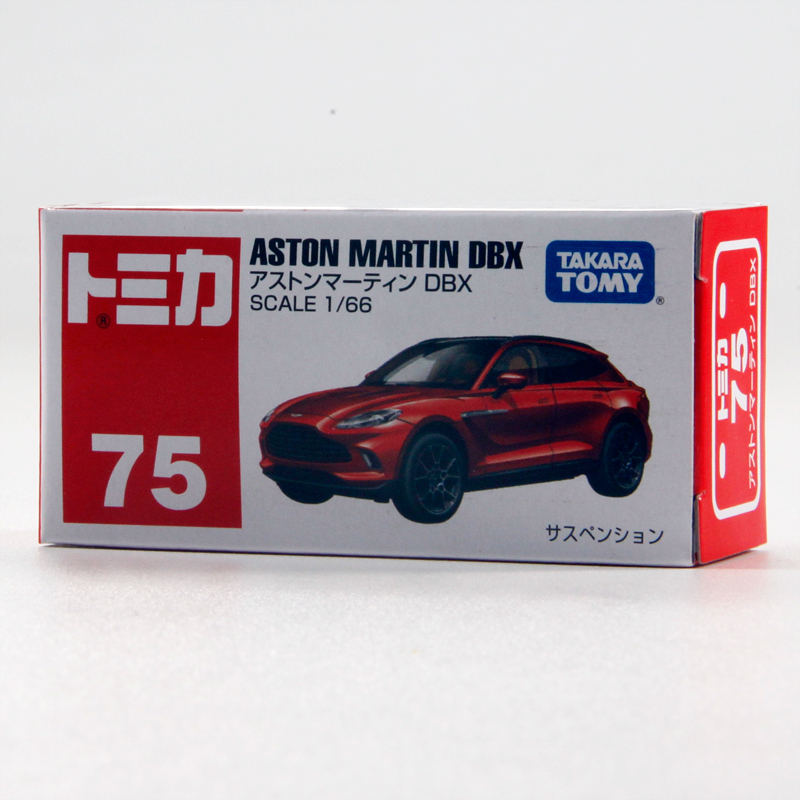 トミカ
®
75
ASTON MARTIN DBX
アストンマーティン DBX
SCALE 1/66
TAKARA
TOMY
®
サスペンション
トミカ
75
アストンマーティン DBX